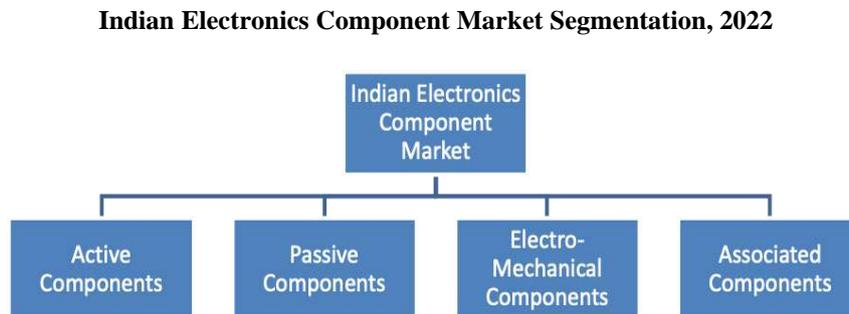 Indian Electronics Component Market Segmentation, 2022
Indian Electronics
Component
Market
Active
Components
Passive
Components
Electro-
Mechanical
Components
Associated
Components